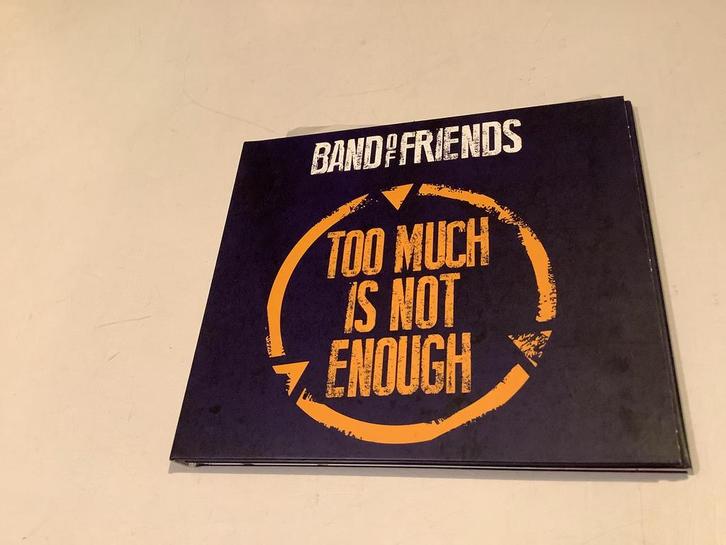 BAND OF FRIENDS
TOO MUCH
IS NOT
ENOUGH